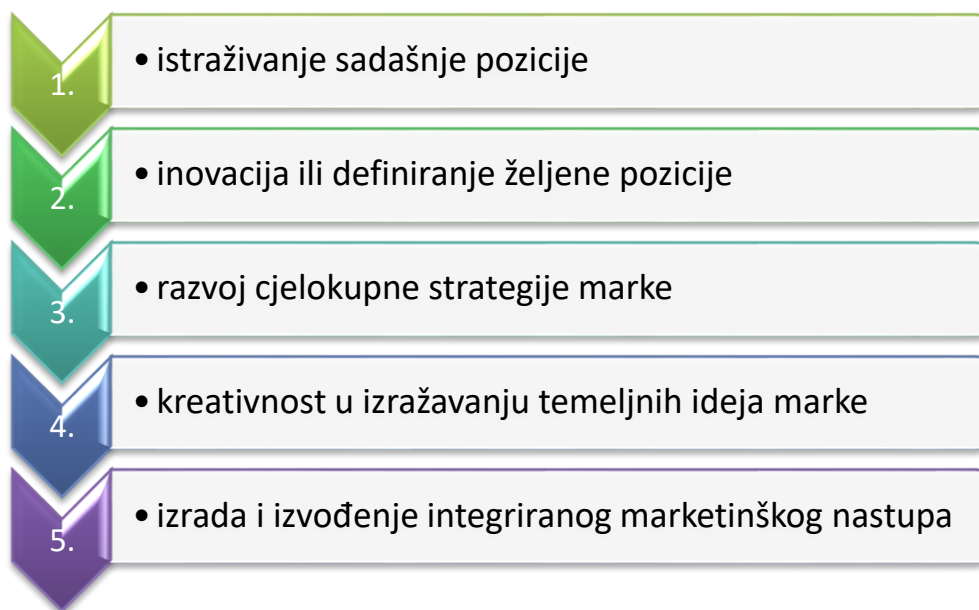 1. • istraživanje sadašnje pozicije
2. • inovacija ili definiranje željene pozicije
3. • razvoj cjelokupne strategije marke
4. • kreativnost u izražavanju temeljnih ideja marke
5. • izrada i izvođenje integriranog marketinškog nastupa